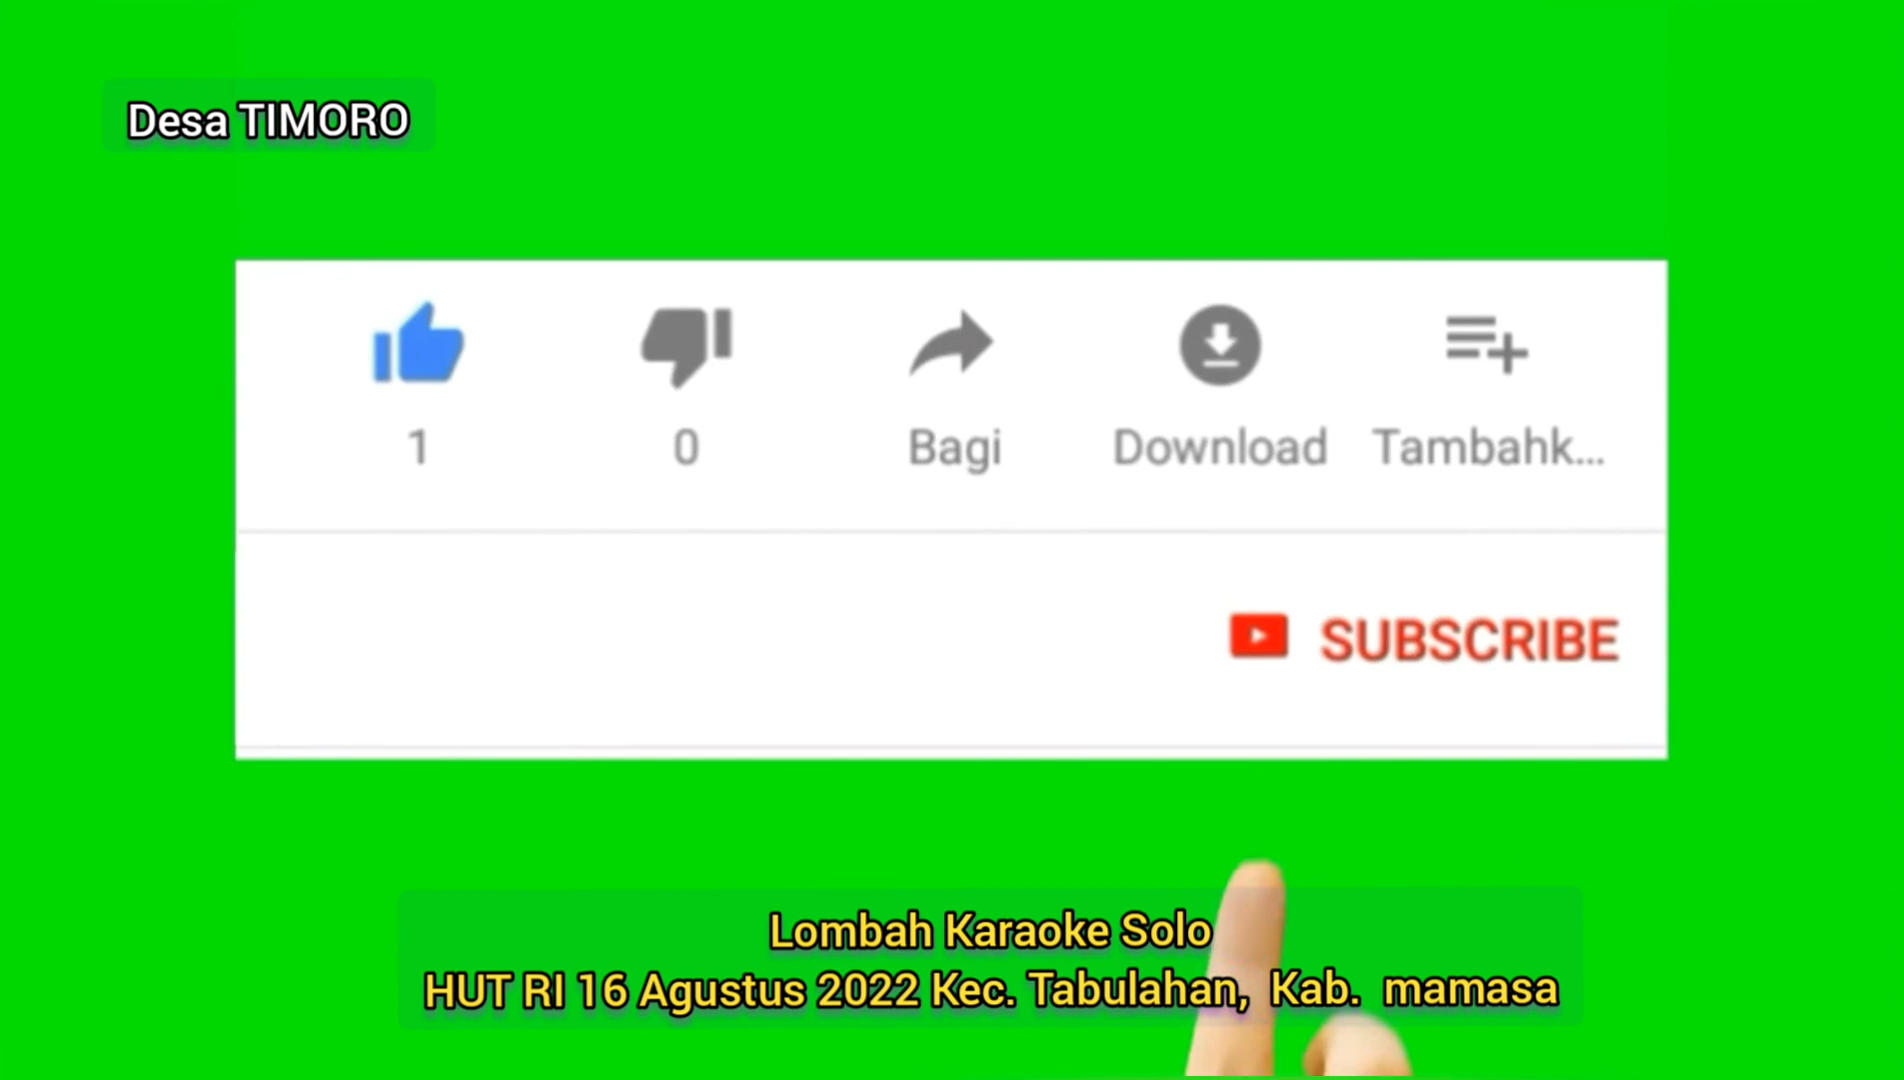 Desa TIMORO
1
0
Bagi
Download
Tambahk...
SUBSCRIBE
Lombah Karaoke Solo
HUT RI 16 Agustus 2022 Kec. Tabulahan, Kab. mamasa